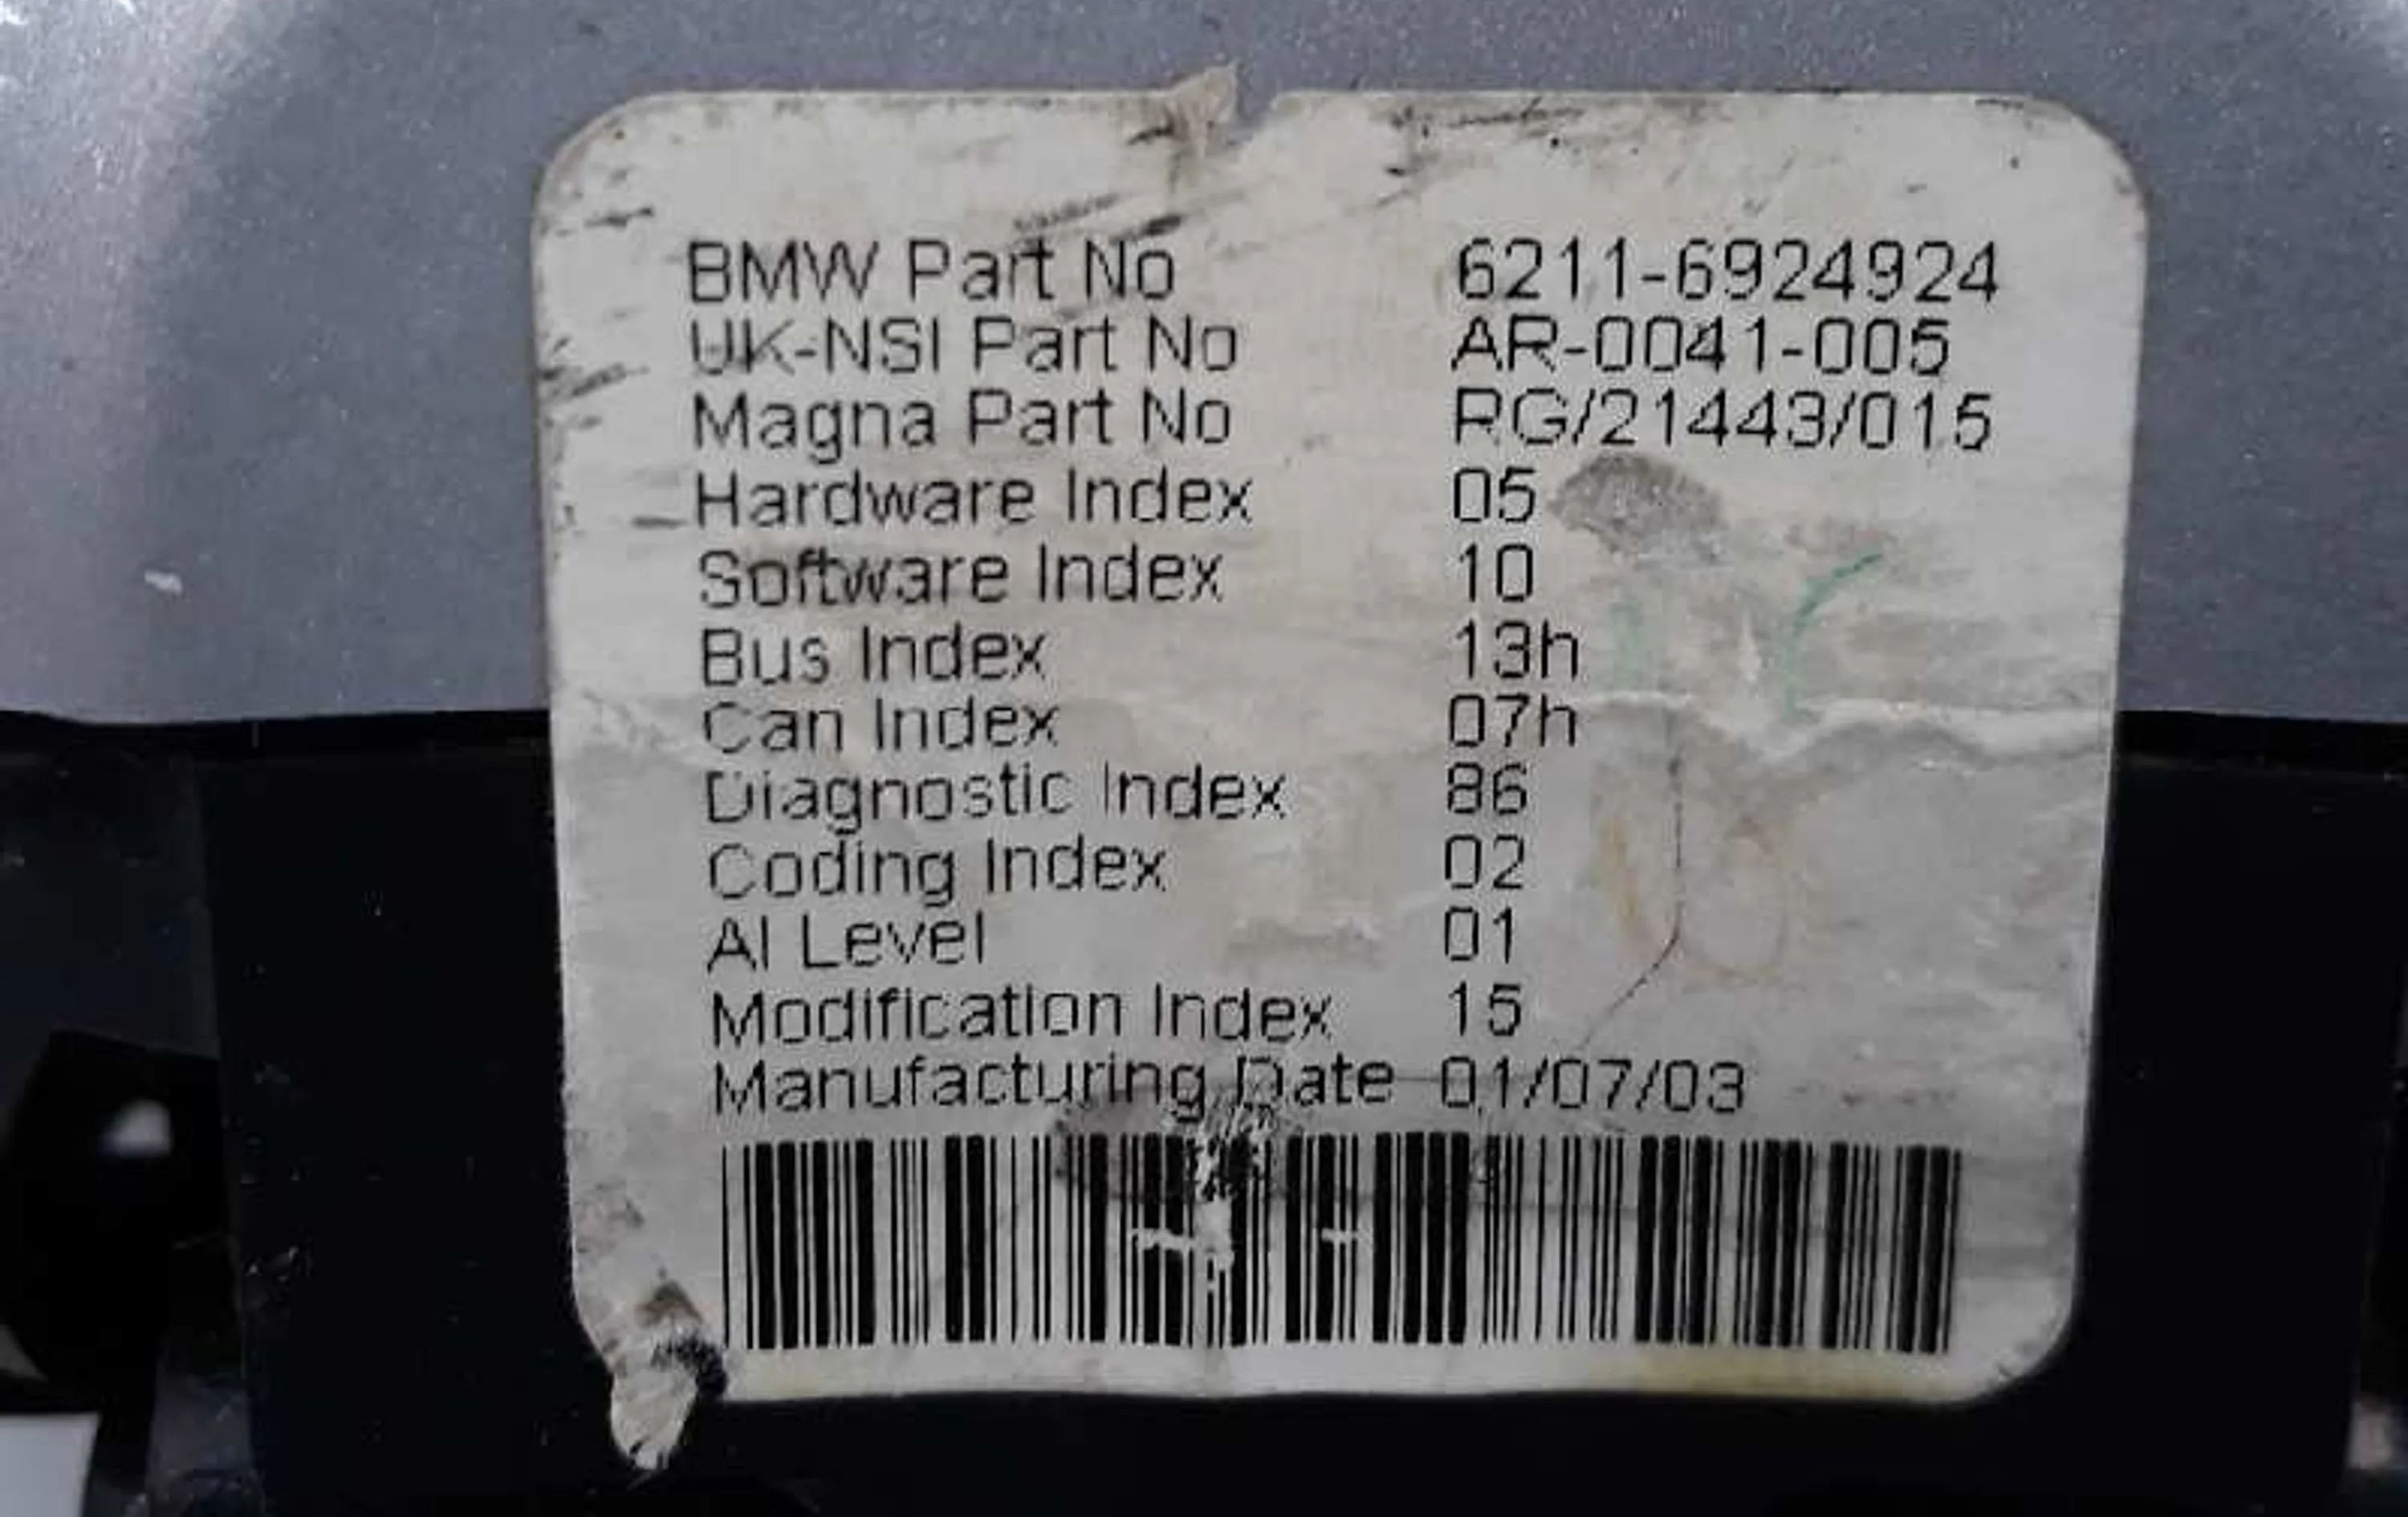 BMW Part No 6211-6924924
UK-NSI Part No AR-0041-005
Magna Part No RG/21443/015
Hardware Index 05
Software Index 10
Bus Index 13h
Can Index 07h
Diagnostic Index 86
Coding Index 02
AI Level 01
Modification Index 15
Manufacturing Date 01/07/03